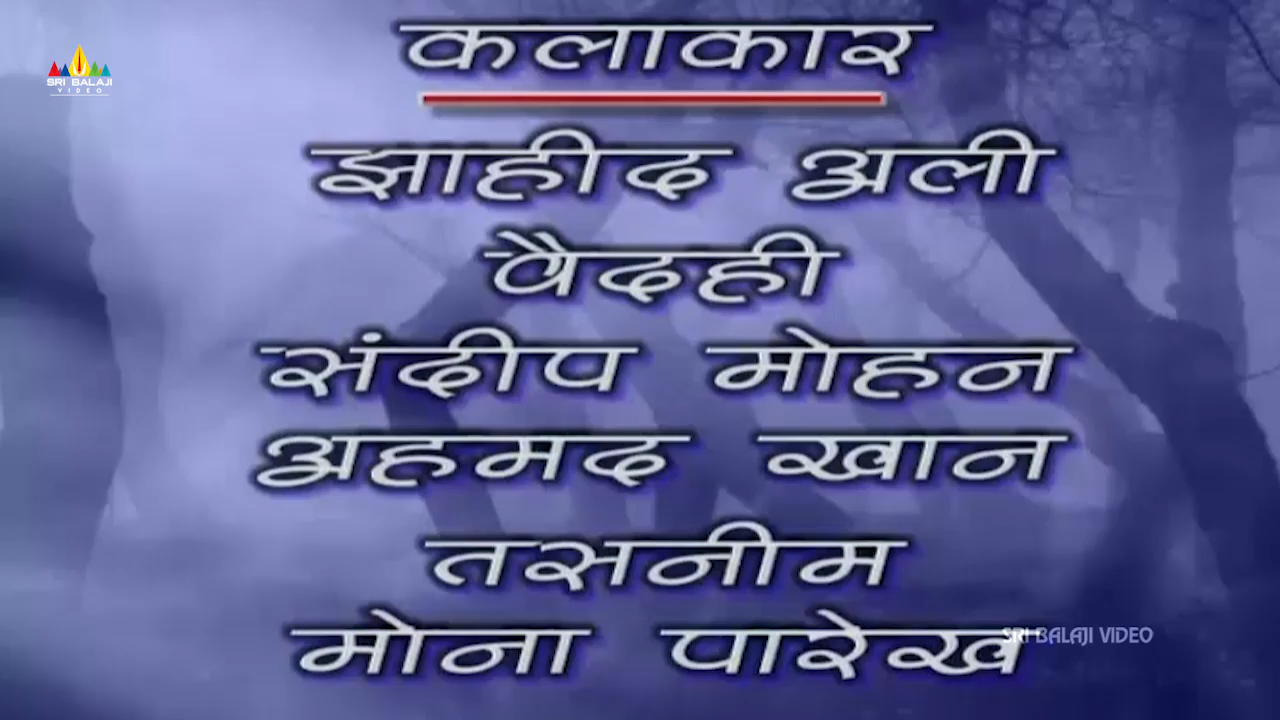 SRI BALAJI
VIDEO
कलाकार
झाहीद अली
वैदही
संदीप मोहन
अहमद खान
तसनीम
मोना पारेख
SRI BALAJI VIDEO